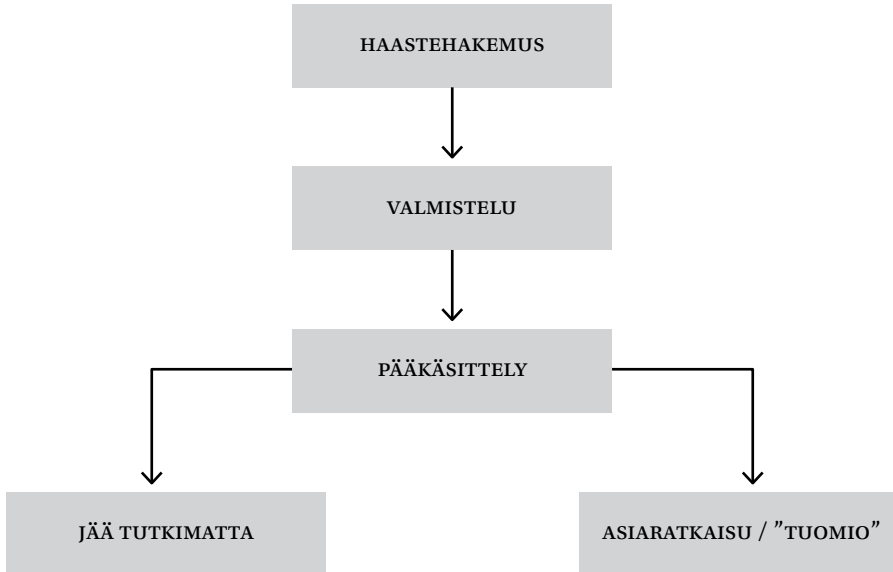 HAASTEHAKEMUS
VALMISTELU
PÄÄKÄSITTELY
JÄÄ TUTKIMATTA
ASIARATKAISU / ”TUOMIO”